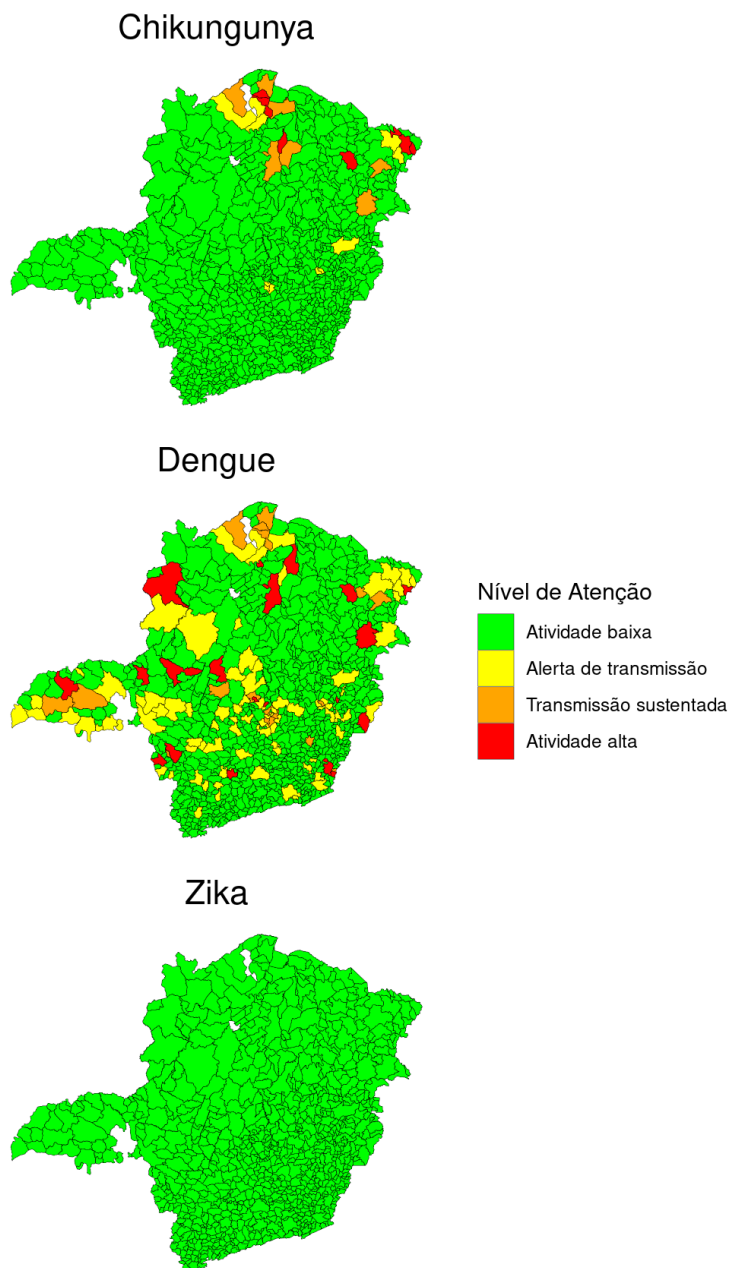 Chikungunya
Dengue
Nível de Atenção
Atividade baixa
Alerta de transmissão
Transmissão sustentada
Atividade alta
Zika